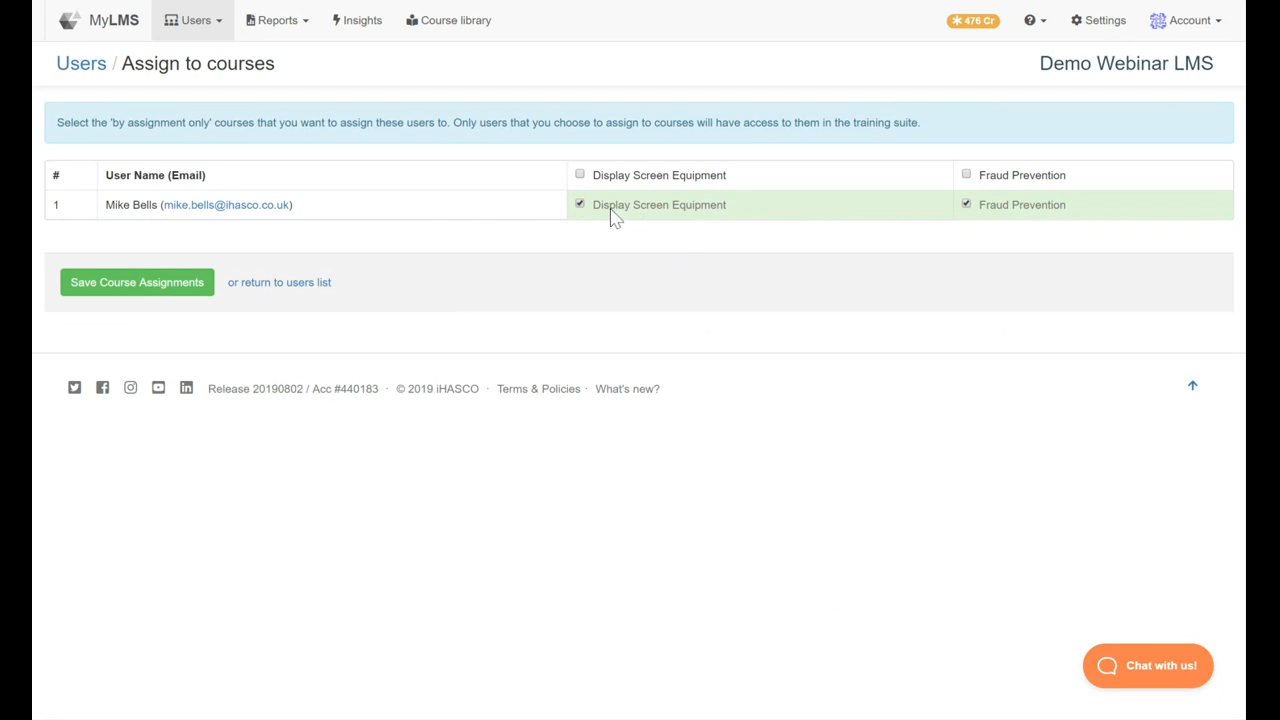 MyLMS Users Reports Insights Course library 476 Cr Settings Account
Users / Assign to courses Demo Webinar LMS
Select the 'by assignment only' courses that you want to assign these users to. Only users that you choose to assign to courses will have access to them in the training suite.
# User Name (Email) Display Screen Equipment Fraud Prevention
1 Mike Bells (mike.bells@ihasco.co.uk) Display Screen Equipment Fraud Prevention
Save Course Assignments or return to users list
Release 20190802 / Acc #440183 · © 2019 iHASCO · Terms & Policies · What's new?
Chat with us!